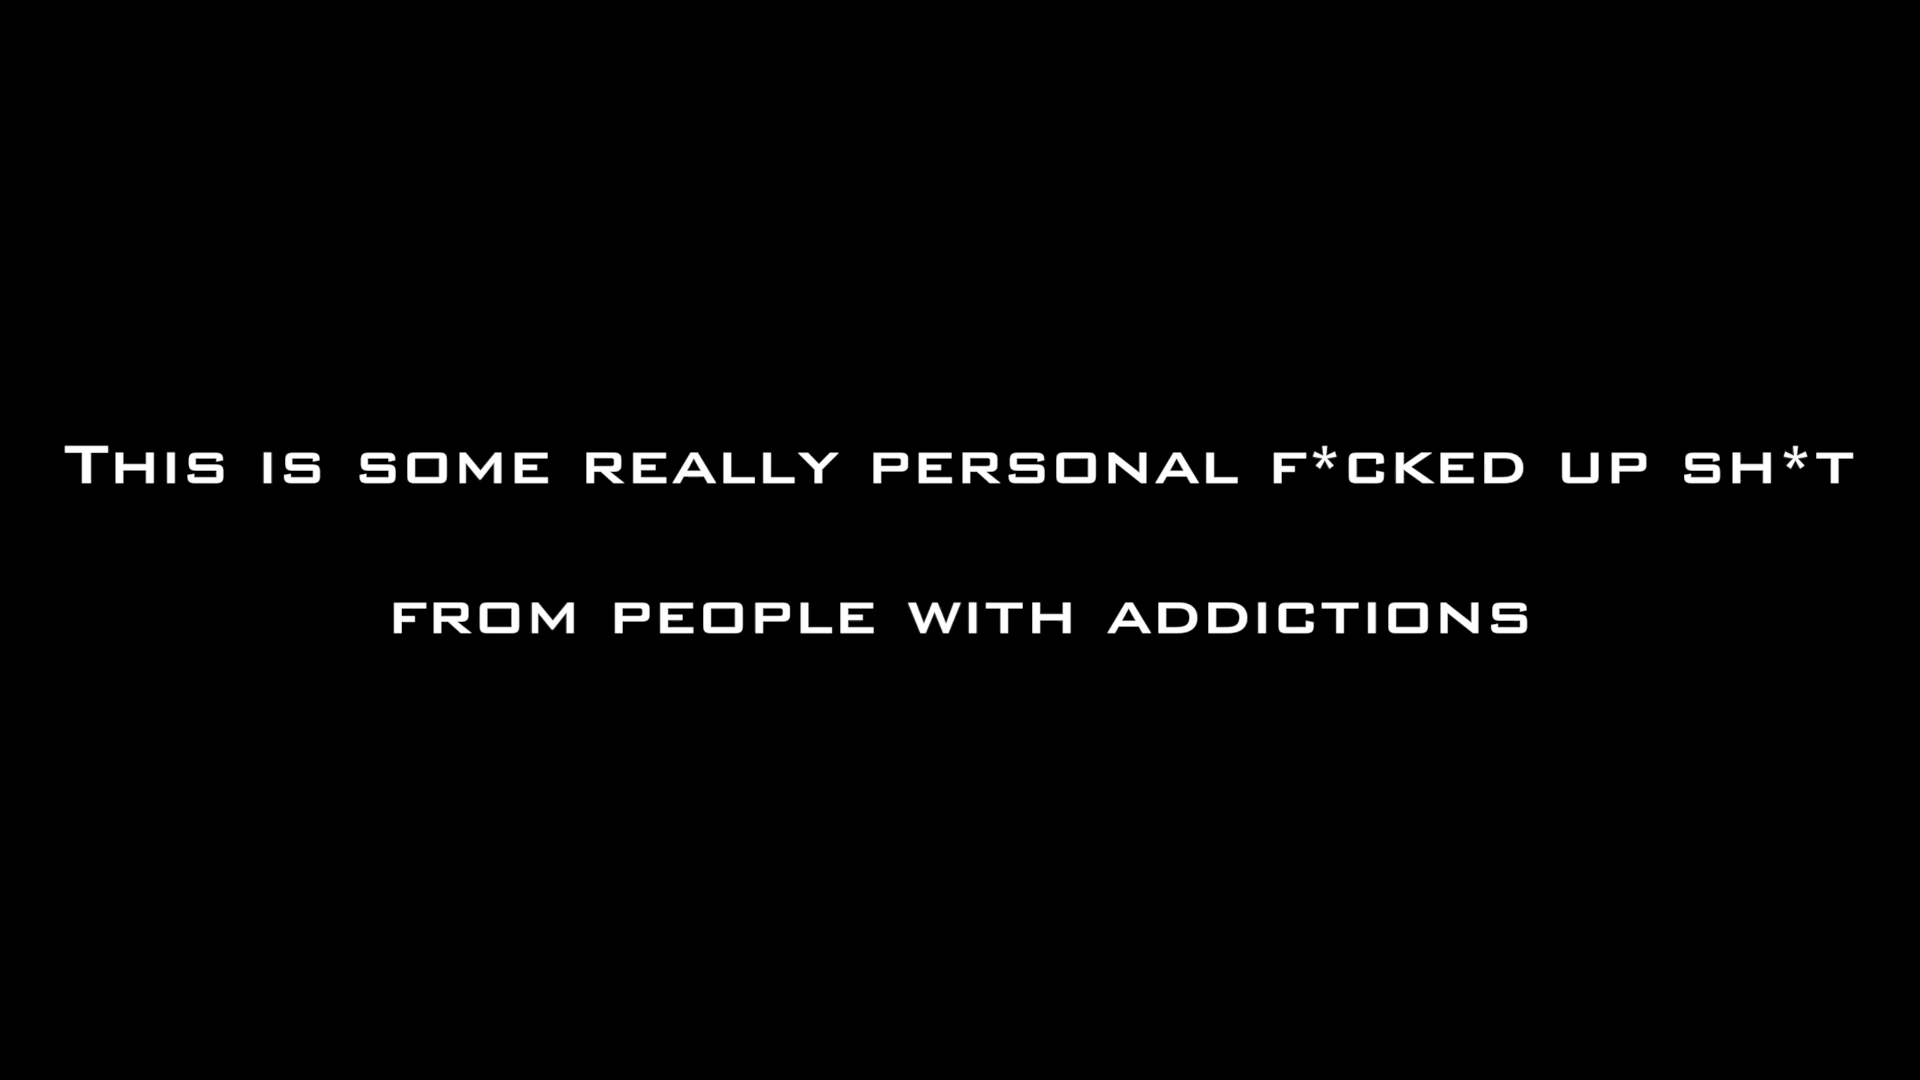 This is some really personal f*cked up sh*t
from people with addictions